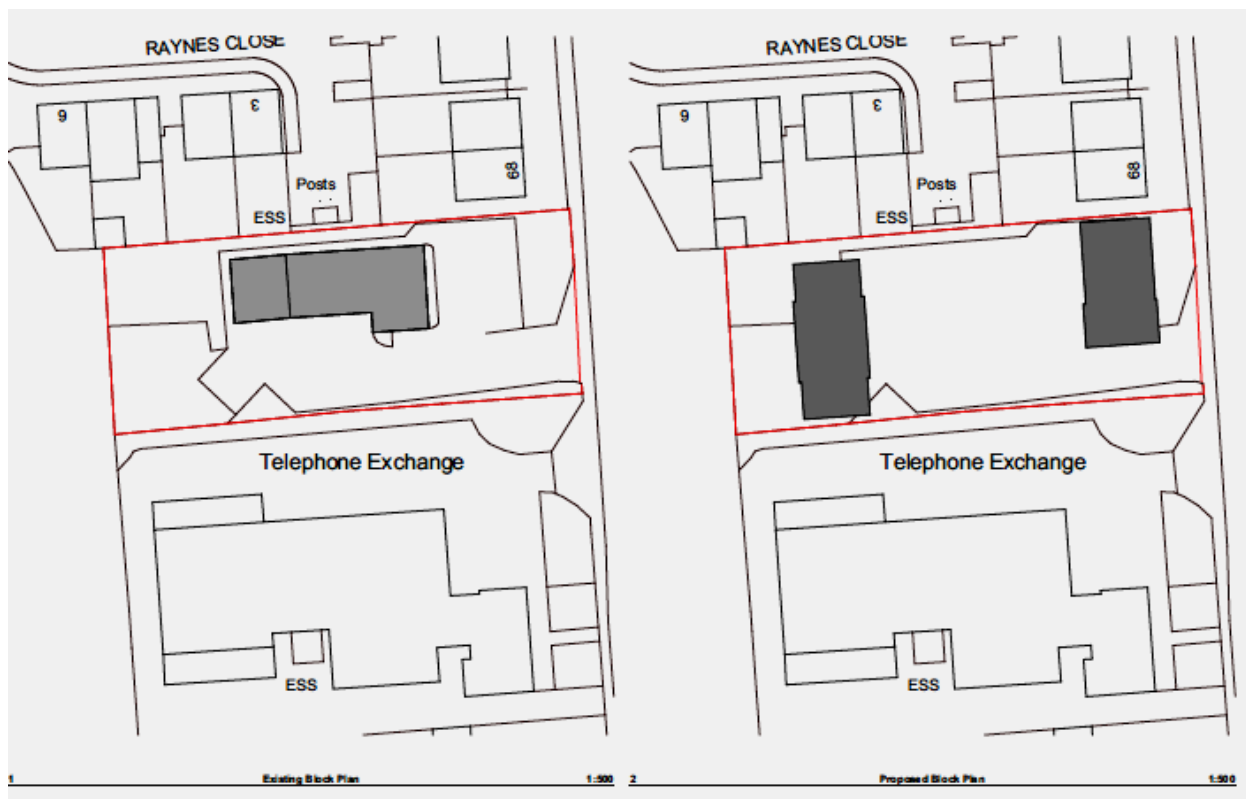 RAYNES CLOSE
9
3
Posts
ESS
68
Telephone Exchange
ESS
1 Existing Block Plan 1:500
RAYNES CLOSE
9
3
Posts
ESS
68
Telephone Exchange
ESS
2 Proposed Block Plan 1:500